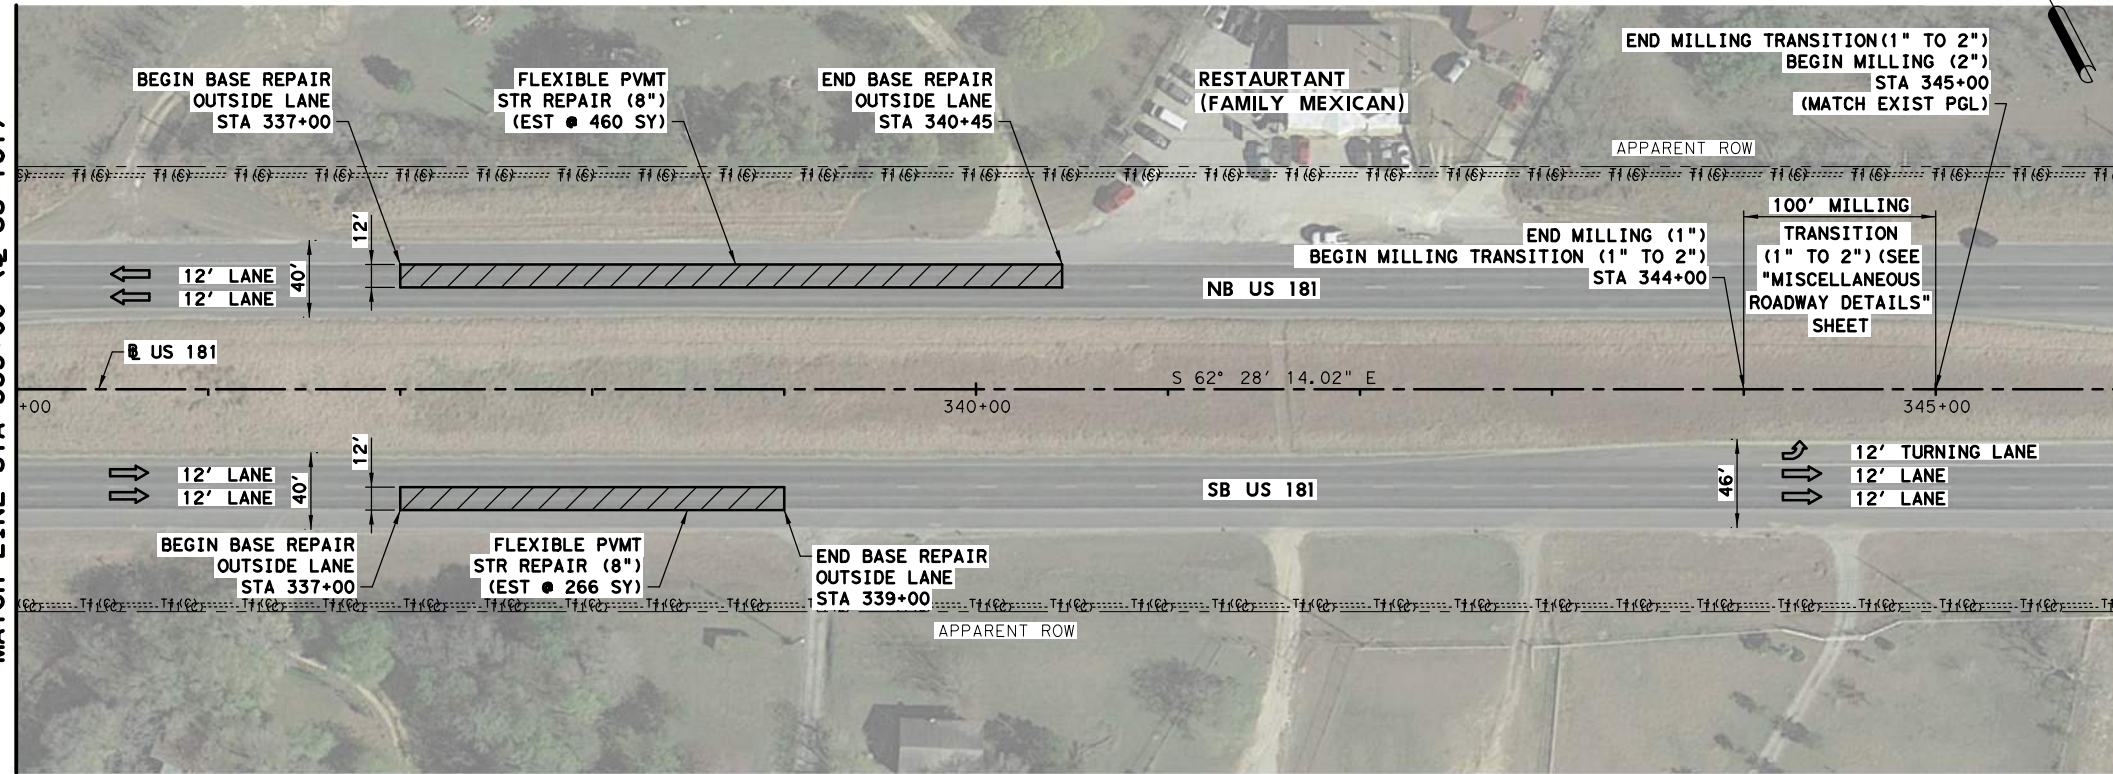 BEGIN BASE REPAIR
OUTSIDE LANE
STA 337+00
FLEXIBLE PVMT
STR REPAIR (8")
(EST @ 460 SY)
END BASE REPAIR
OUTSIDE LANE
STA 340+45
RESTAURTANT
(FAMILY MEXICAN)
END MILLING TRANSITION(1" TO 2")
BEGIN MILLING (2")
STA 345+00
(MATCH EXIST PGL)
APPARENT ROW
12'
40'
12' LANE
12' LANE
NB US 181
END MILLING (1")
BEGIN MILLING TRANSITION (1" TO 2")
STA 344+00
100' MILLING
TRANSITION
(1" TO 2") (SEE
"MISCELLANEOUS
ROADWAY DETAILS"
SHEET
US 181
S 62° 28' 14.02" E
+00
340+00
345+00
12'
40'
12' LANE
12' LANE
SB US 181
46'
12' TURNING LANE
12' LANE
12' LANE
BEGIN BASE REPAIR
OUTSIDE LANE
STA 337+00
FLEXIBLE PVMT
STR REPAIR (8")
(EST @ 266 SY)
END BASE REPAIR
OUTSIDE LANE
STA 339+00
APPARENT ROW